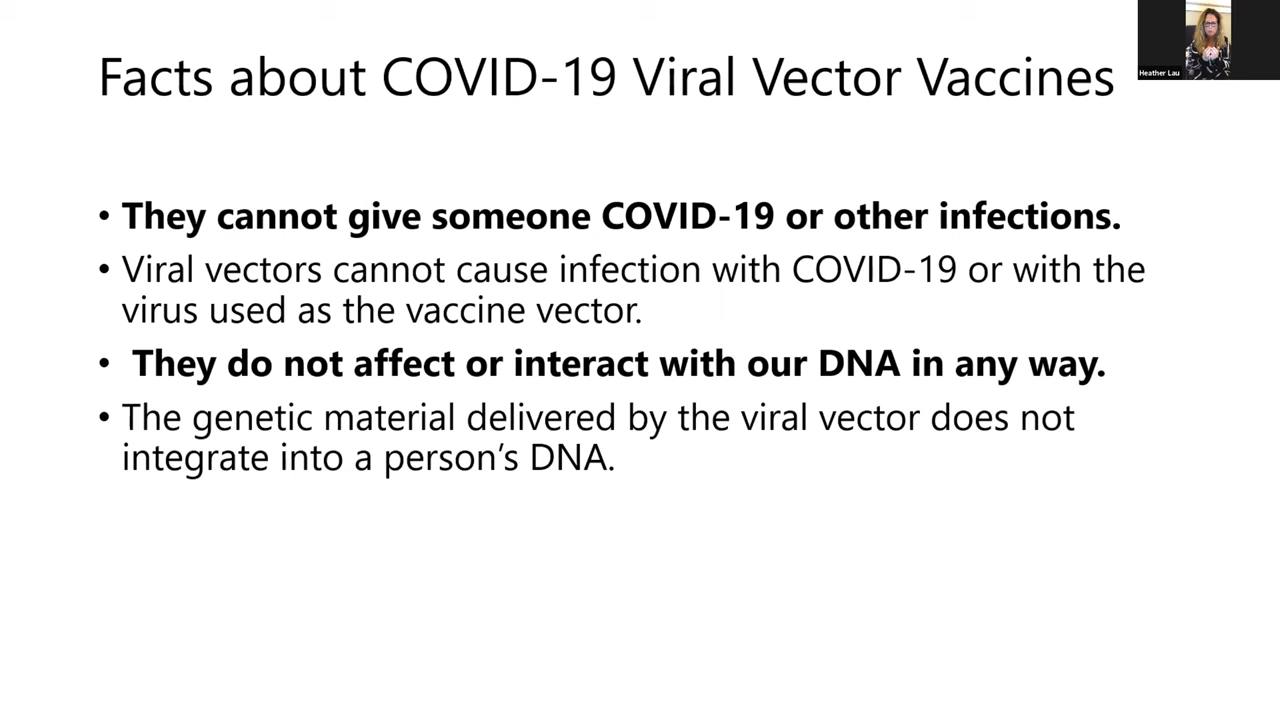 Facts about COVID-19 Viral Vector Vaccines
Heather Lau
• They cannot give someone COVID-19 or other infections.
• Viral vectors cannot cause infection with COVID-19 or with the
virus used as the vaccine vector.
• They do not affect or interact with our DNA in any way.
• The genetic material delivered by the viral vector does not
integrate into a person’s DNA.